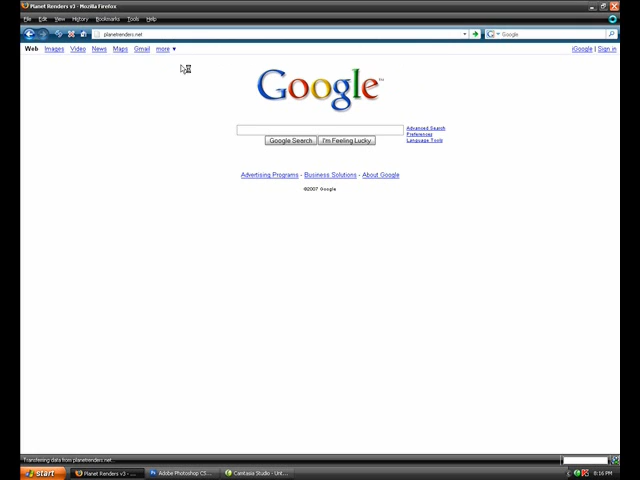 Planet Renders v3 - Mozilla Firefox
File Edit View History Bookmarks Tools Help
planetrenders.net
Google
Web Images Video News Maps Gmail more ▼
iGoogle | Sign in
Google™
Advanced Search
Preferences
Language Tools
Google Search I'm Feeling Lucky
Advertising Programs - Business Solutions - About Google
©2007 Google
Transferring data from planetrenders.net...
start
Planet Renders v3 - ...
Adobe Photoshop CS...
Camtasia Studio - Unt...
8:16 PM